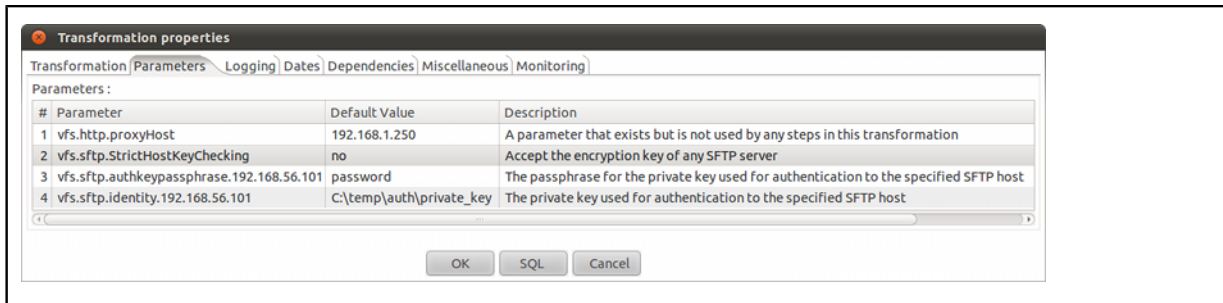 Transformation properties
Transformation Parameters Logging Dates Dependencies Miscellaneous Monitoring
Parameters :
# Parameter Default Value Description
1 vfs.http.proxyHost 192.168.1.250 A parameter that exists but is not used by any steps in this transformation
2 vfs.sftp.StrictHostKeyChecking no Accept the encryption key of any SFTP server
3 vfs.sftp.authkeypassphrase.192.168.56.101 password The passphrase for the private key used for authentication to the specified SFTP host
4 vfs.sftp.identity.192.168.56.101 C:\temp\auth\private_key The private key used for authentication to the specified SFTP host
OK SQL Cancel